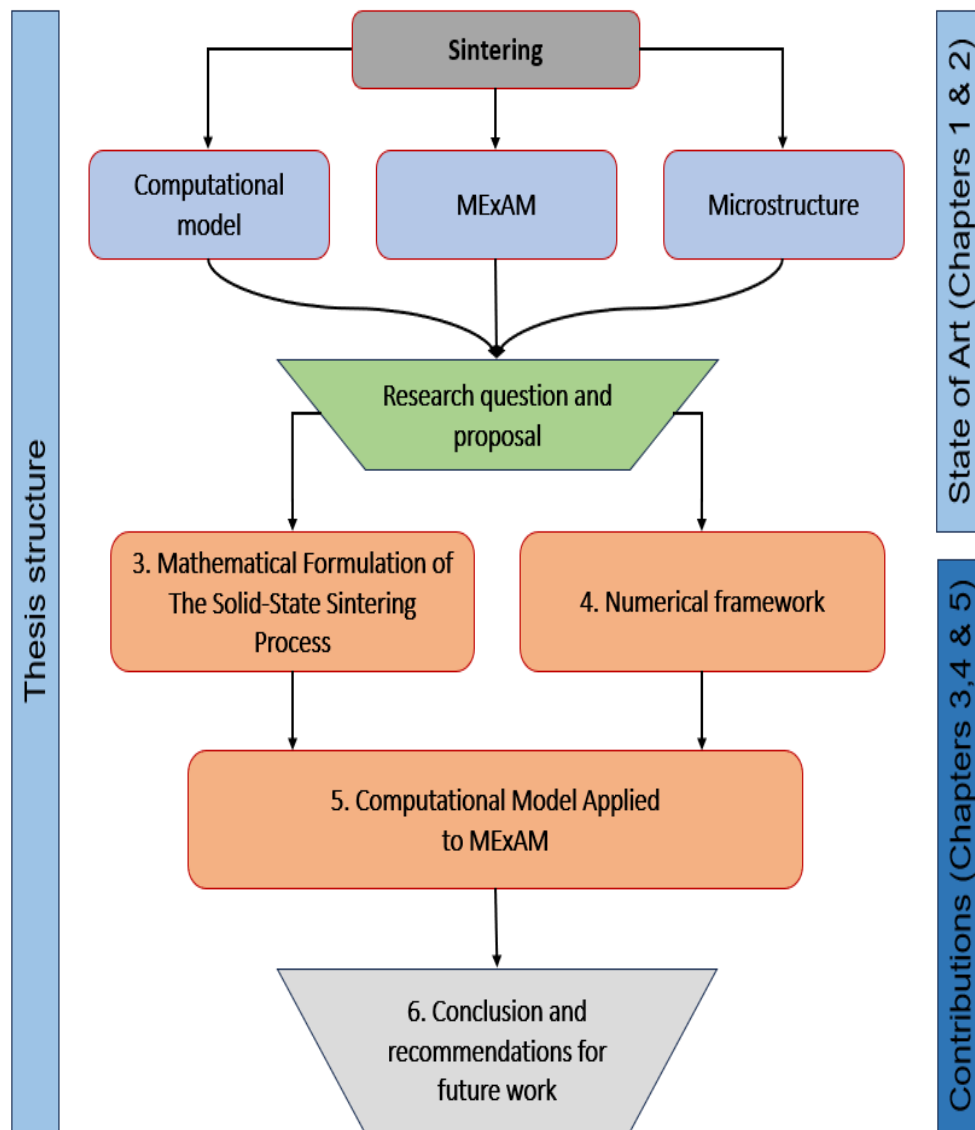 Thesis structure
Sintering
Computational
model
MExAM
Microstructure
Research question and
proposal
3. Mathematical Formulation of
The Solid-State Sintering
Process
4. Numerical framework
5. Computational Model Applied
to MExAM
6. Conclusion and
recommendations for
future work
State of Art (Chapters 1 & 2)
Contributions (Chapters 3,4 & 5)